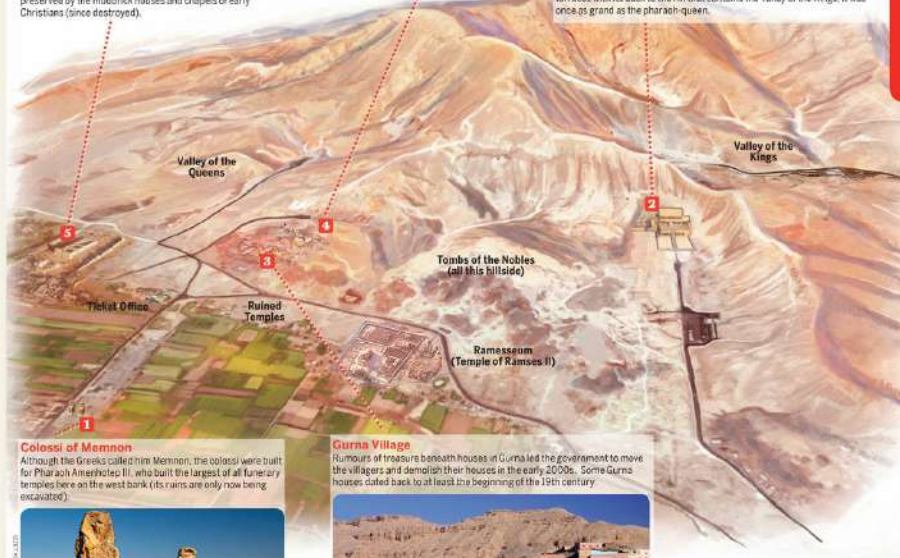 preserved by the mudbrick houses and chapels of early
Christians (since destroyed).
once as grand as the pharaoh-queen.
Valley of the
Queens
Valley of the
Kings
5
4
2
3
Tombs of the Nobles
(all this hillside)
Ticket Office
Ruined
Temples
Ramesseum
(Temple of Ramses II)
1
Colossi of Memnon
Although the Greeks called him Memnon, the colossi were built
for Pharaoh Amenhotep III, who built the largest of all funerary
temples here on the west bank (its ruins are only now being
excavated).
Gurna Village
Rumours of treasure beneath houses in Gurna led the government to move
the villagers and demolish their houses in the early 2000s. Some Gurna
houses dated back to at least the beginning of the 19th century.